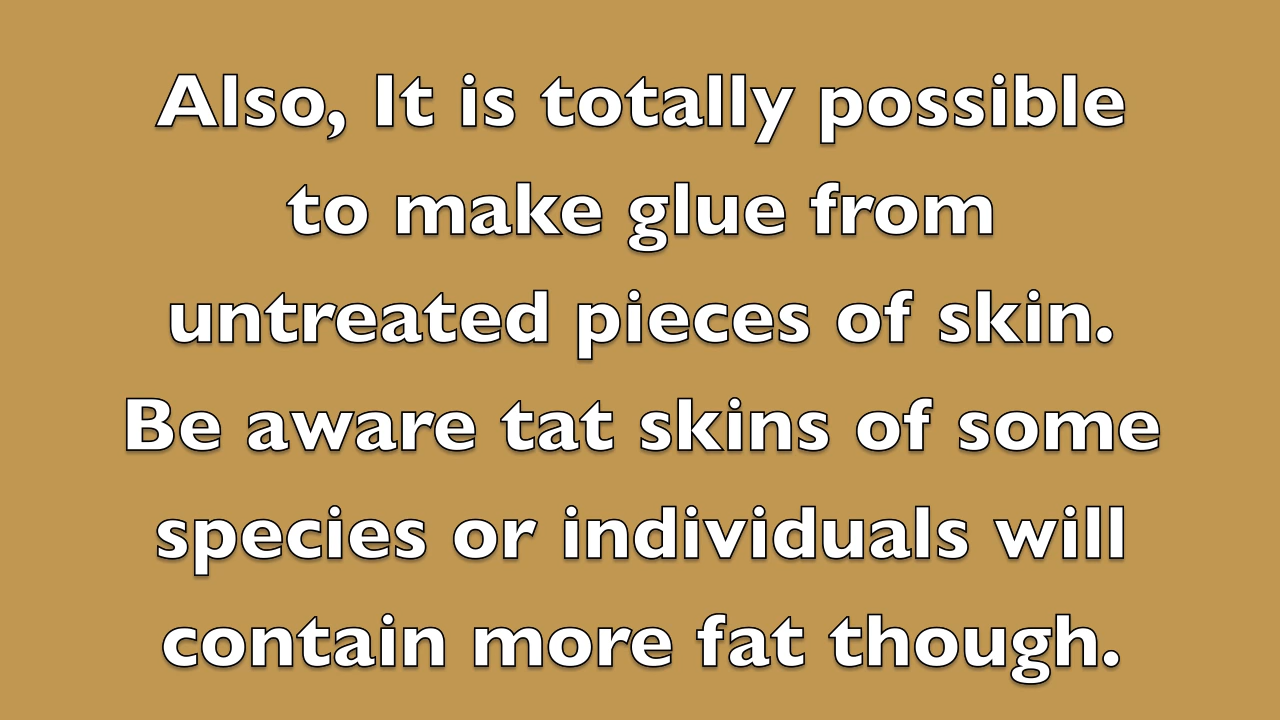 Also, It is totally possible
to make glue from
untreated pieces of skin.
Be aware tat skins of some
species or individuals will
contain more fat though.